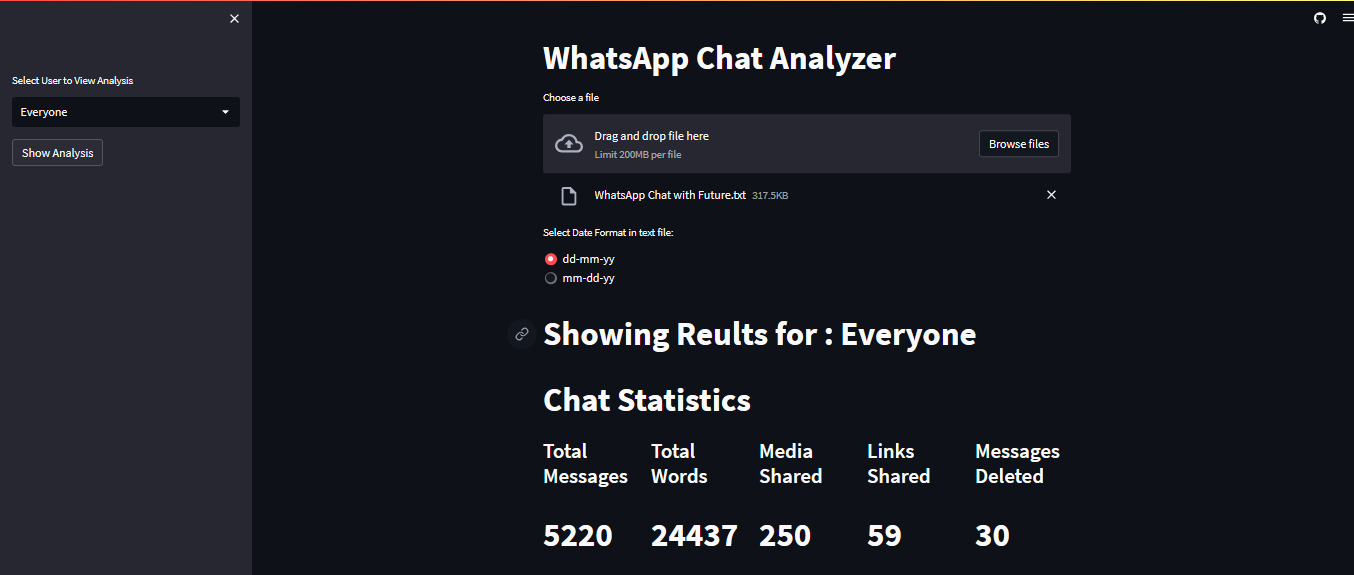 Select User to View Analysis
Everyone
Show Analysis
WhatsApp Chat Analyzer
Choose a file
Drag and drop file here
Limit 200MB per file
Browse files
WhatsApp Chat with Future.txt 317.5KB
Select Date Format in text file:
dd-mm-yy
mm-dd-yy
Showing Reults for : Everyone
Chat Statistics
Total Messages
Total Words
Media Shared
Links Shared
Messages Deleted
5220 24437 250 59 30